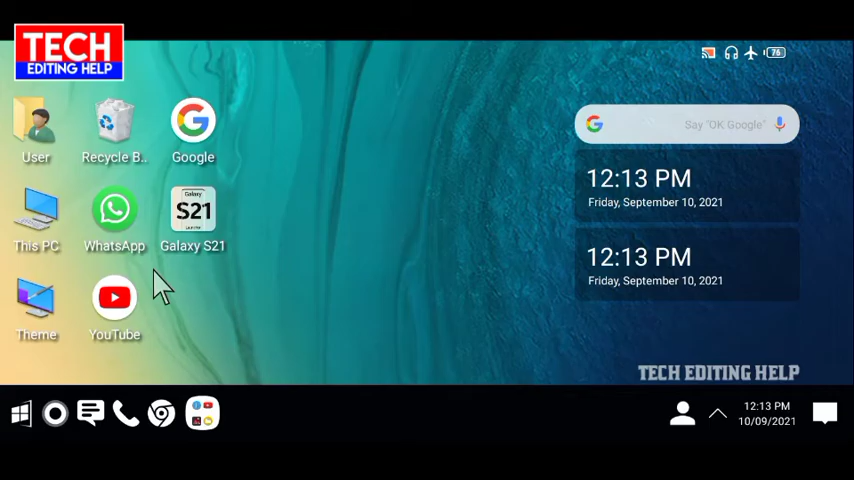 TECH
EDITING HELP
76
User
Recycle B..
Google
Say "OK Google"
12:13 PM
Friday, September 10, 2021
Galaxy
S21
This PC
WhatsApp
Galaxy S21
12:13 PM
Friday, September 10, 2021
Theme
YouTube
TECH EDITING HELP
12:13 PM
10/09/2021